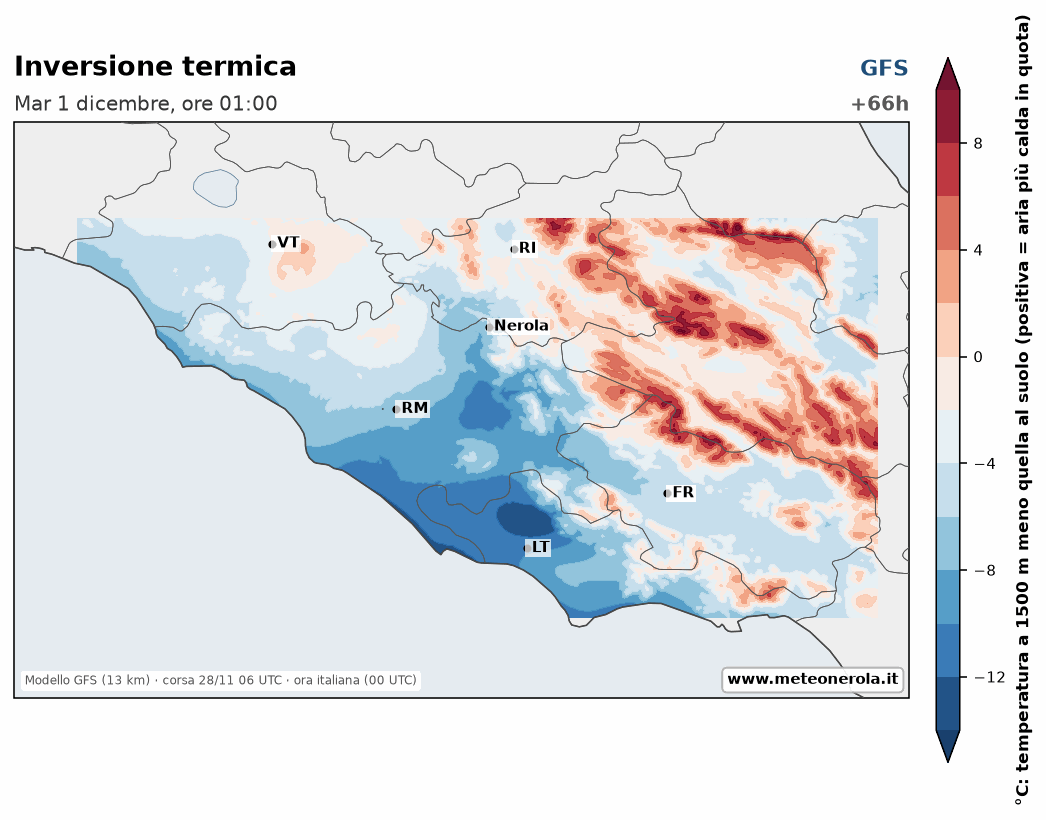 Inversione termica
GFS
Mar 1 dicembre, ore 01:00
+66h
VT
RI
Nerola
RM
FR
LT
Modello GFS (13 km) · corsa 28/11 06 UTC · ora italiana (00 UTC)
www.meteonerola.it
8
4
0
−4
−8
−12
°C: temperatura a 1500 m meno quella al suolo (positiva = aria più calda in quota)